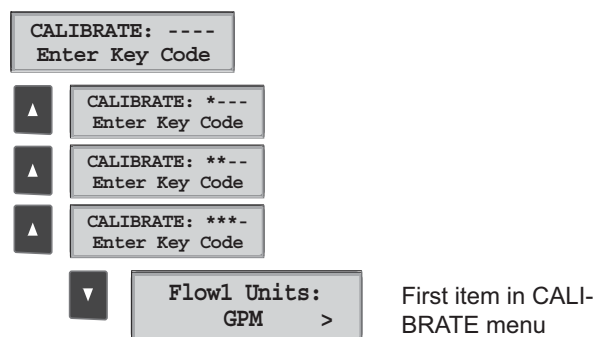 CALIBRATE: ----
Enter Key Code
CALIBRATE: *---
Enter Key Code
CALIBRATE: **--
Enter Key Code
CALIBRATE: ***-
Enter Key Code
Flow1 Units:
GPM >
First item in CALI-
BRATE menu